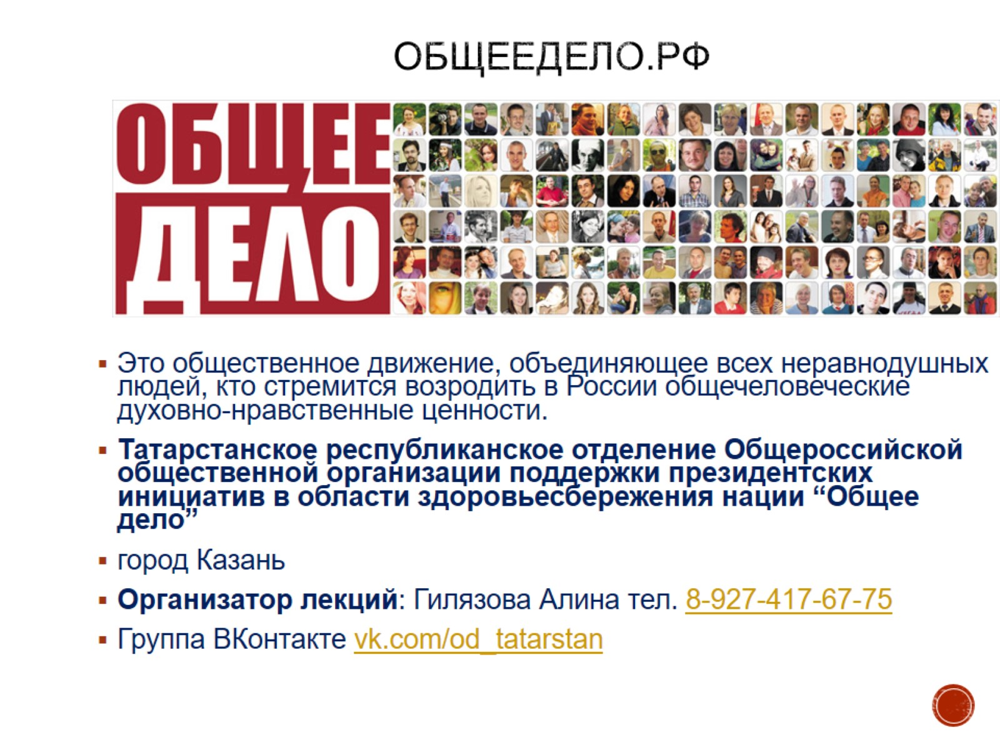 ОБЩЕЕДЕЛО.РФ
ОБЩЕЕ
ДЕЛО
▪ Это общественное движение, объединяющее всех неравнодушных
людей, кто стремится возродить в России общечеловеческие
духовно-нравственные ценности.
▪ Татарстанское республиканское отделение Общероссийской
общественной организации поддержки президентских
инициатив в области здоровьесбережения нации “Общее
дело”
▪ город Казань
▪ Организатор лекций: Гилязова Алина тел. 8-927-417-67-75
▪ Группа ВКонтакте vk.com/od_tatarstan